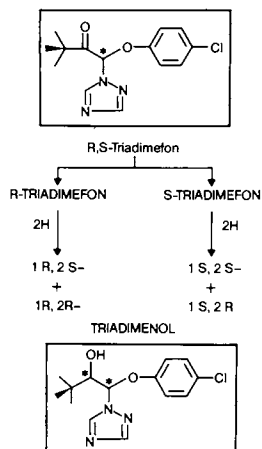 O
O
Cl
*
N
N
N
R,S-Triadimefon
R-TRIADIMEFON S-TRIADIMEFON
2H 2H
1 R, 2 S– 1 S, 2 S–
+ +
1R, 2R– 1 S, 2 R
TRIADIMENOL
OH
Cl
* *
O
N
N
N